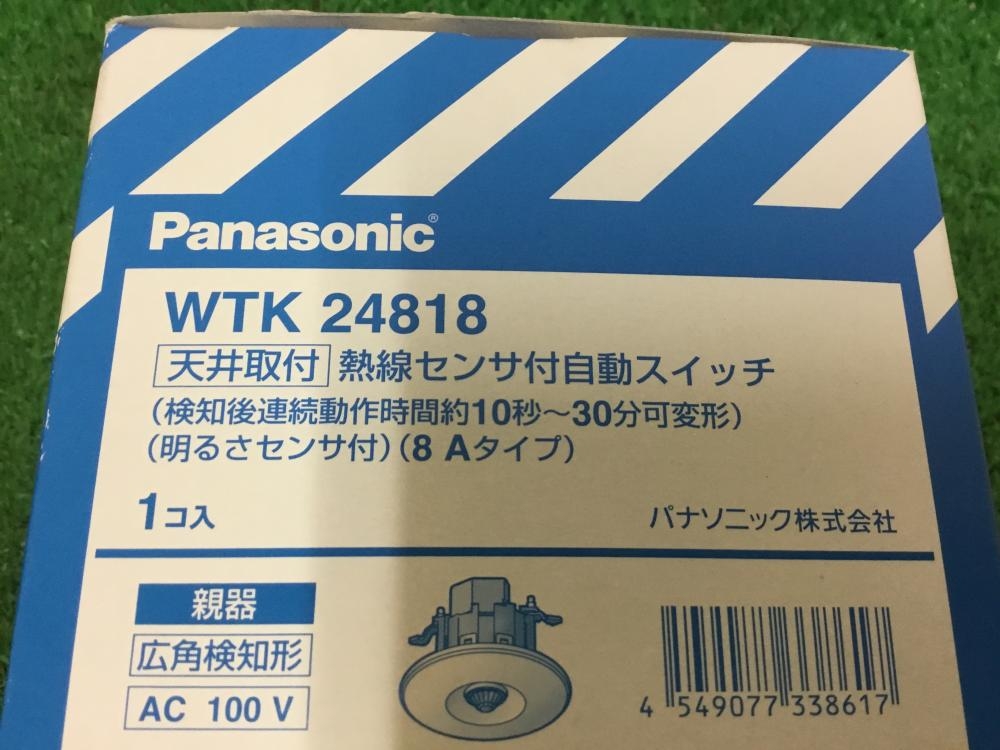 Panasonic®
WTK 24818
天井取付 熱線センサ付自動スイッチ
(検知後連続動作時間約10秒～30分可変形)
(明るさセンサ付)(8 Aタイプ)
1コ入
パナソニック株式会社
親器
広角検知形
AC 100 V
4 549077 338617